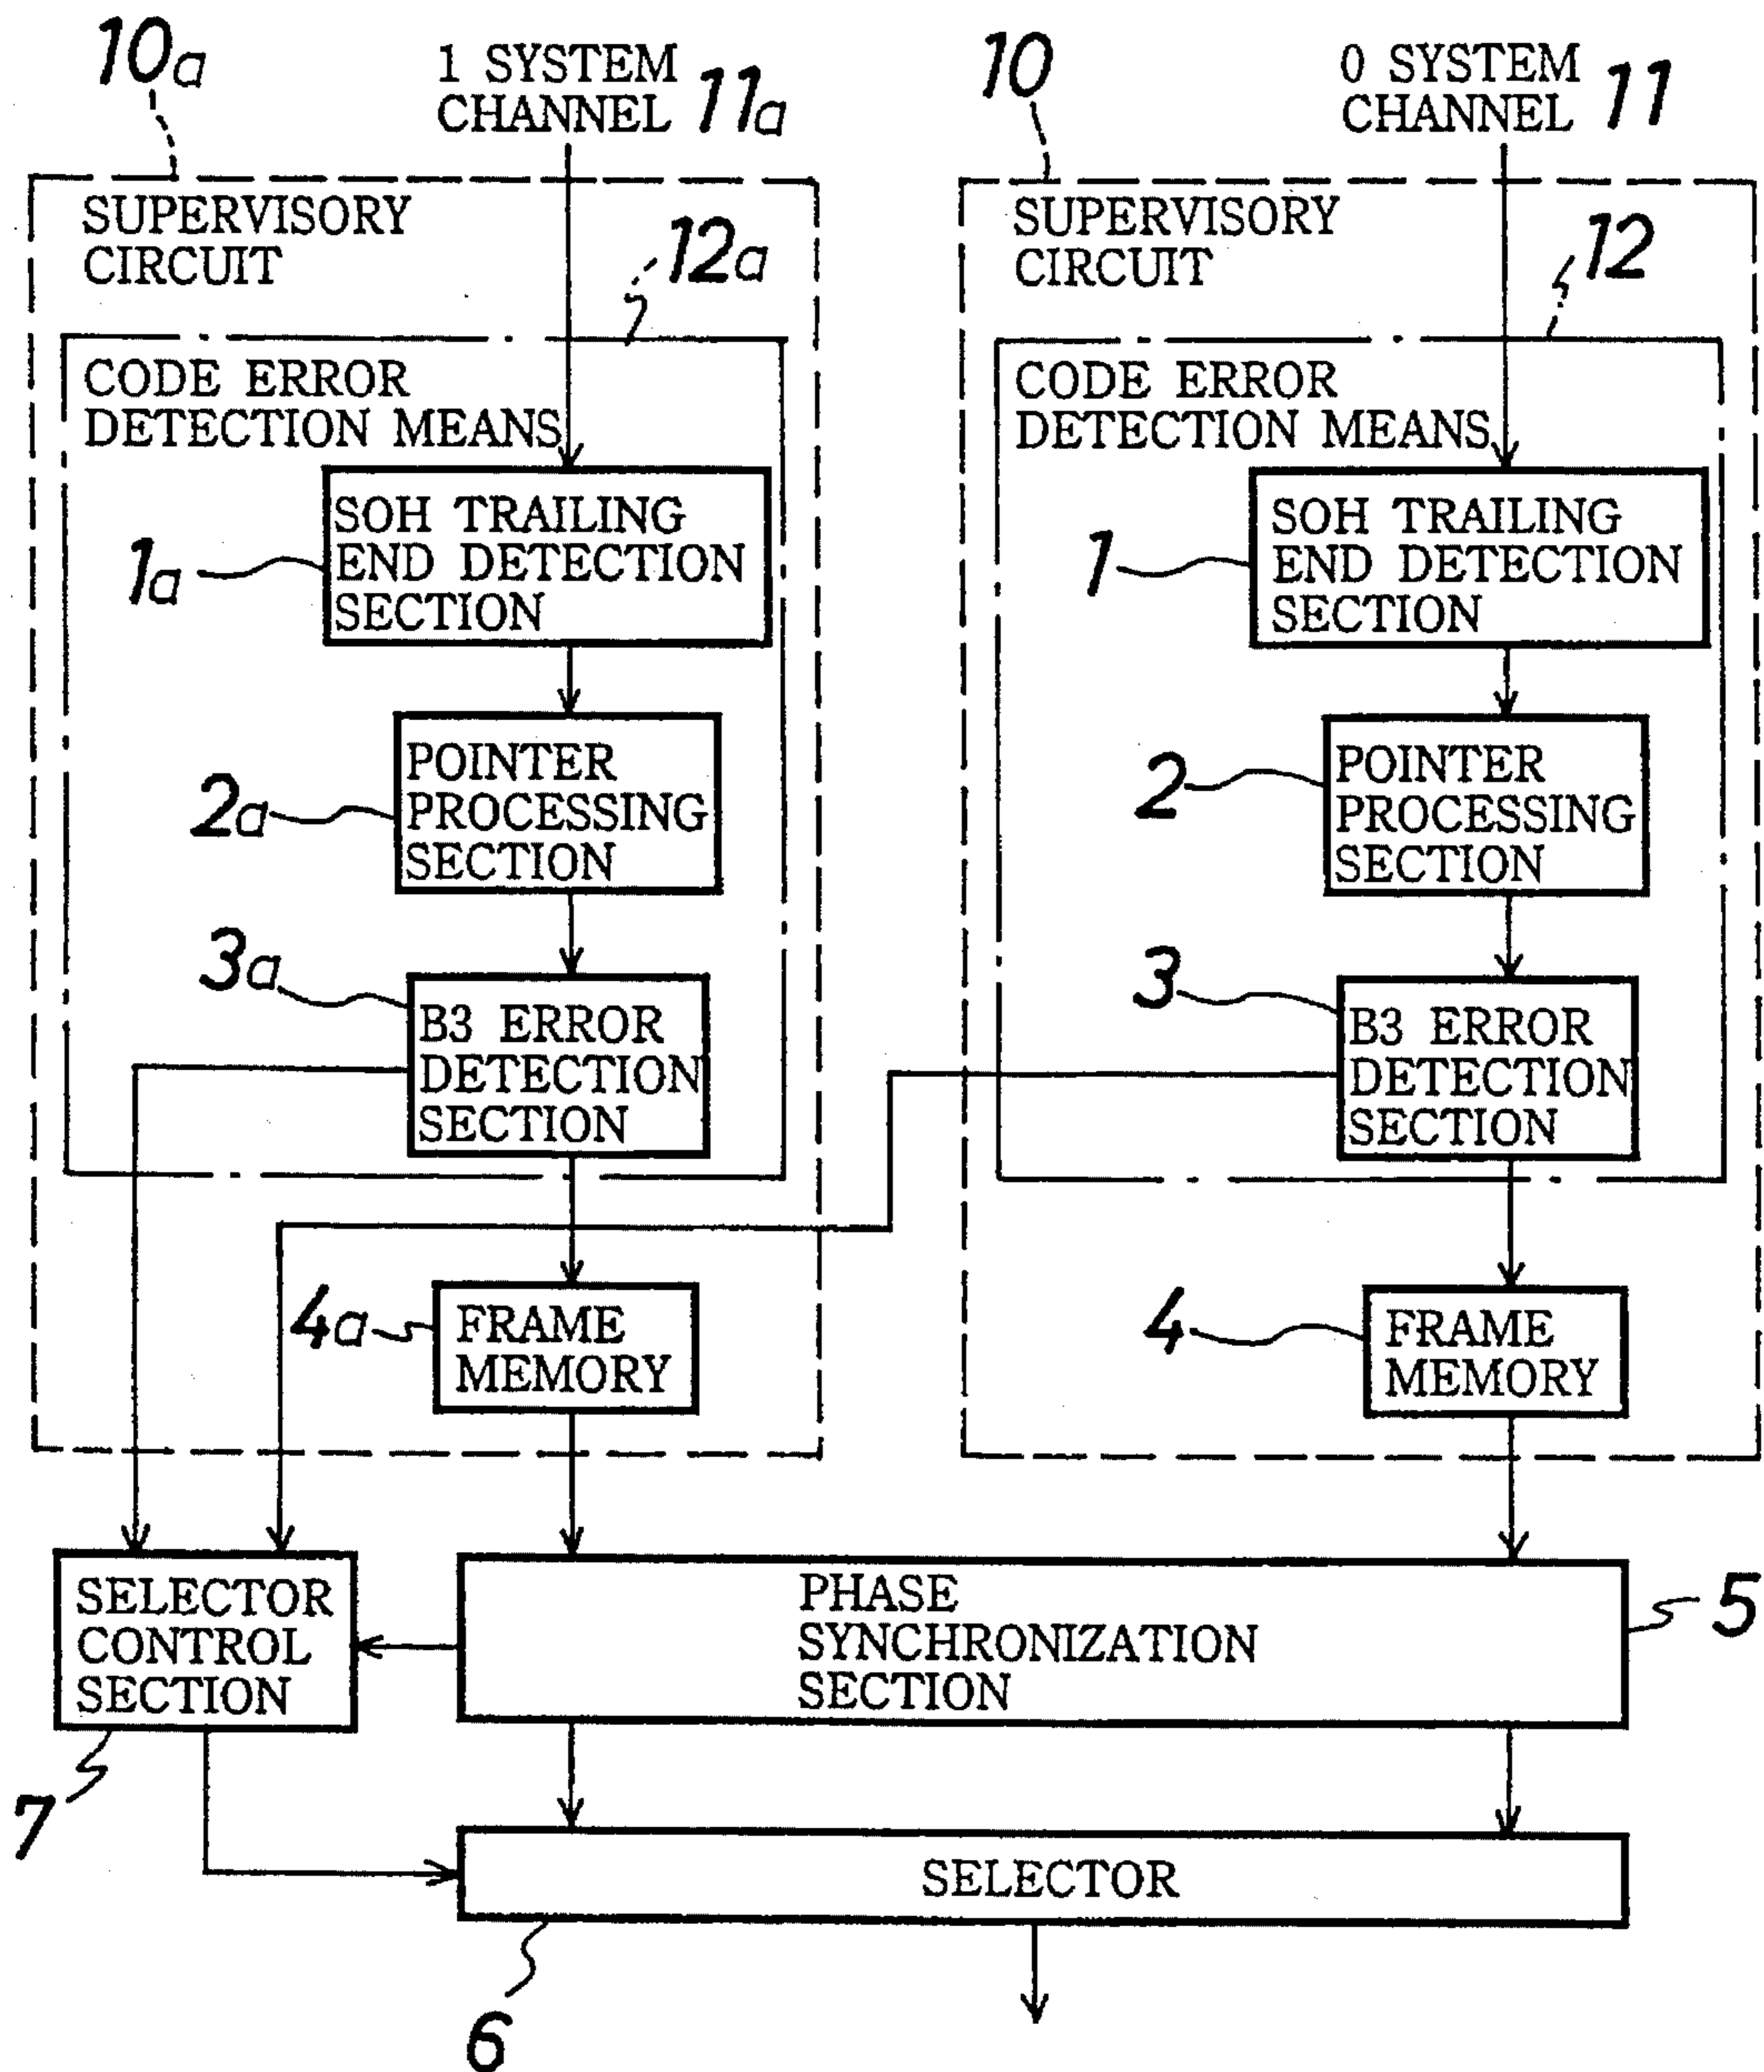 10a
1 SYSTEM
CHANNEL 11a
10
0 SYSTEM
CHANNEL 11
SUPERVISORY
CIRCUIT
12a
CODE ERROR
DETECTION MEANS
SOH TRAILING
END DETECTION
SECTION
1a
POINTER
PROCESSING
SECTION
2a
3a
B3 ERROR
DETECTION
SECTION
4a
FRAME
MEMORY
SUPERVISORY
CIRCUIT
12
CODE ERROR
DETECTION MEANS
SOH TRAILING
END DETECTION
SECTION
1
POINTER
PROCESSING
SECTION
2
3
B3 ERROR
DETECTION
SECTION
4
FRAME
MEMORY
SELECTOR
CONTROL
SECTION
7
PHASE
SYNCHRONIZATION
SECTION
5
SELECTOR
6